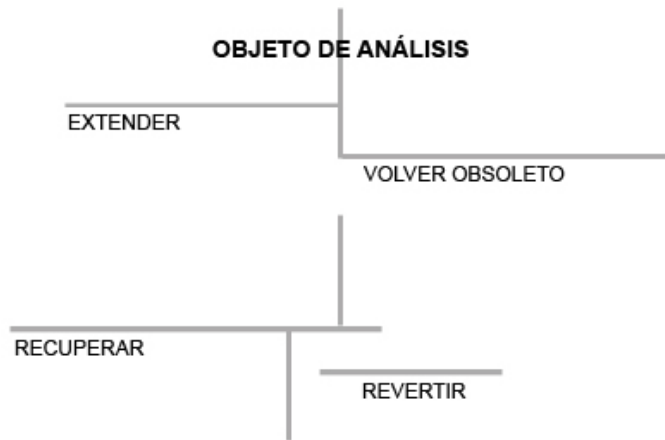 OBJETO DE ANÁLISIS
EXTENDER
VOLVER OBSOLETO
RECUPERAR
REVERTIR